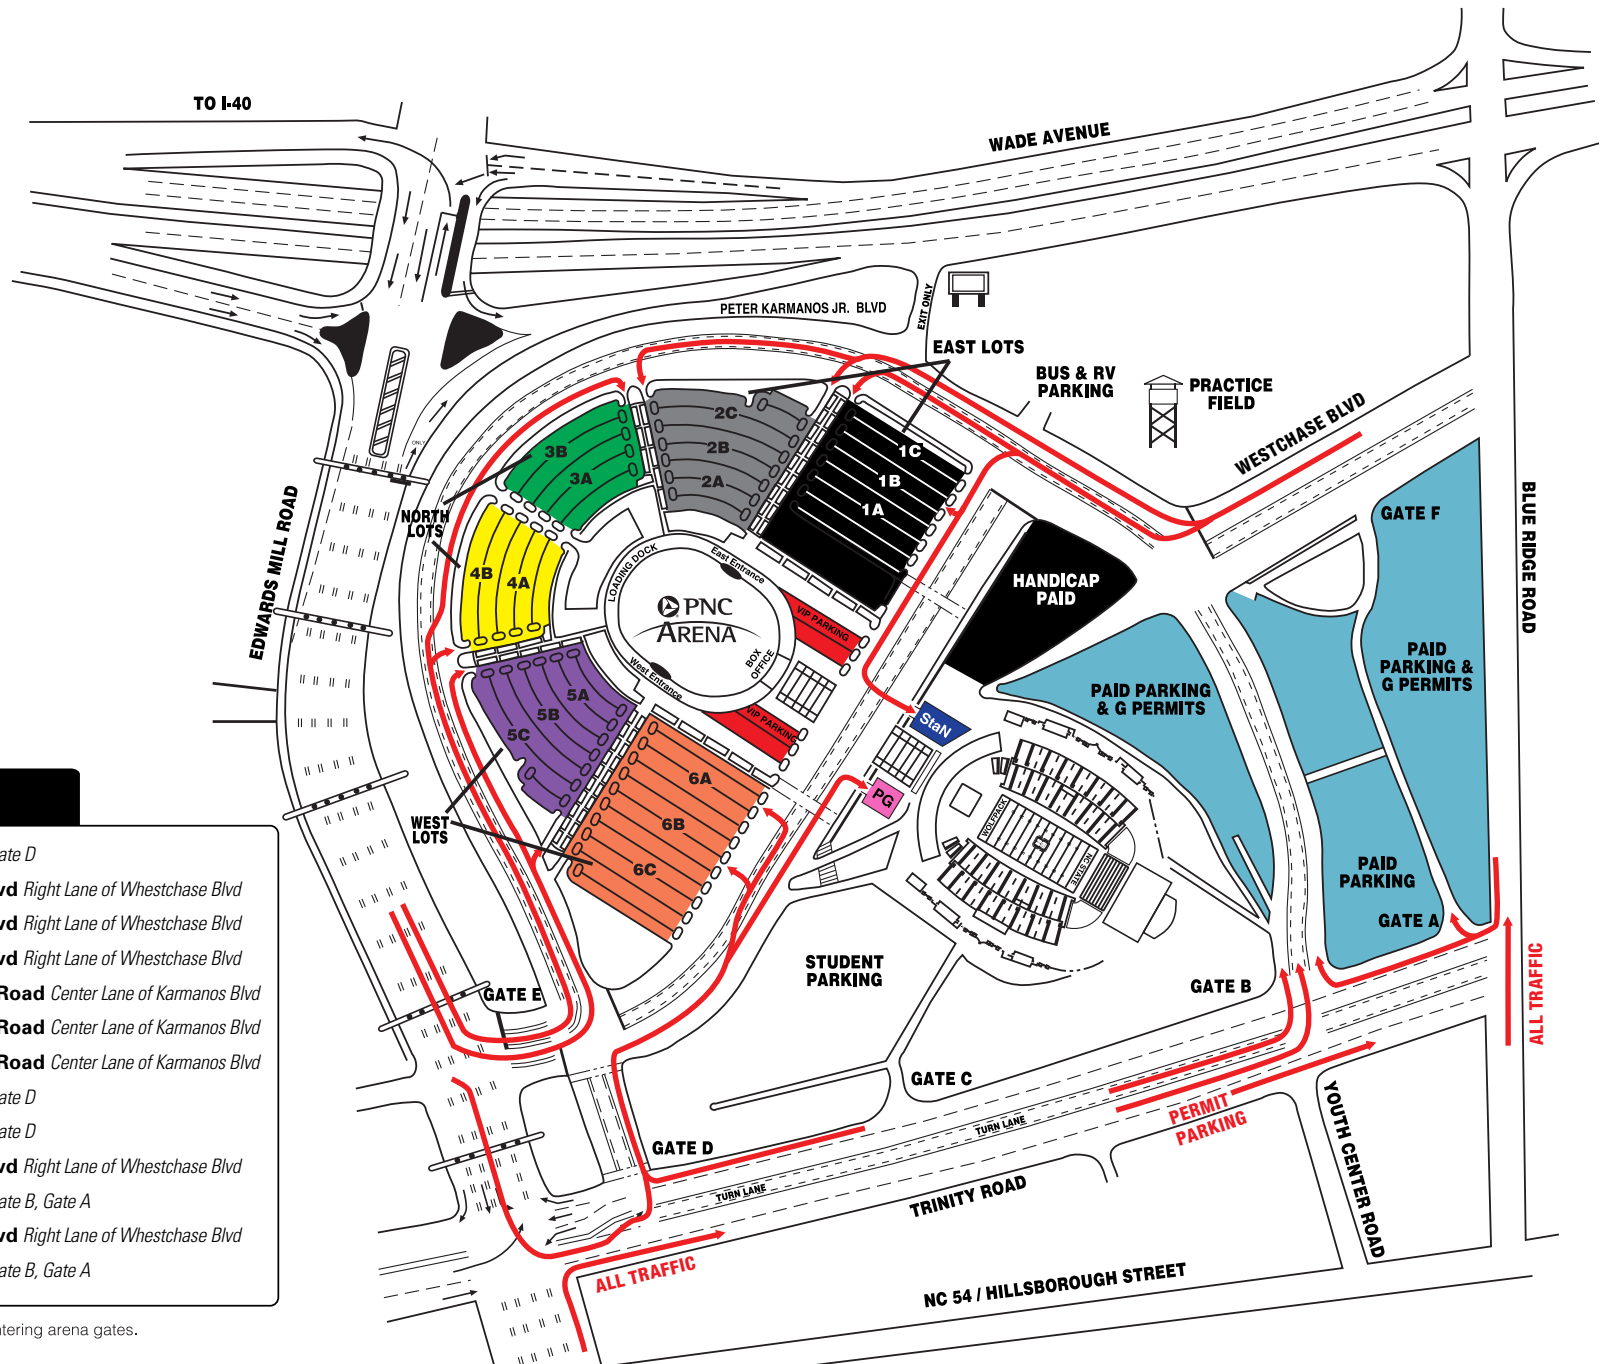 TO I-40
WADE AVENUE
PETER KARMANOS JR. BLVD
EXIT ONLY
EAST LOTS
BUS & RV
PARKING
PRACTICE
FIELD
WESTCHASE BLVD
BLUE RIDGE ROAD
EDWARDS MILL ROAD
ONLY
NORTH
LOTS
3B
3A
2C
2B
2A
1C
1B
1A
4B
4A
LOADING DOCK
East Entrance
PNC
ARENA
VIP PARKING
BOX
OFFICE
West Entrance
VIP PARKING
HANDICAP
PAID
GATE F
PAID
PARKING &
G PERMITS
PAID PARKING
& G PERMITS
5A
5B
5C
StaN
PG
6A
6B
6C
WEST
LOTS
WOLFPACK
NC STATE
PAID
PARKING
GATE A
STUDENT
PARKING
GATE B
GATE E
ALL TRAFFIC
GATE C
GATE D
TURN LANE
TURN LANE
PERMIT
PARKING
YOUTH CENTER ROAD
TRINITY ROAD
ALL TRAFFIC
NC 54 / HILLSBOROUGH STREET
ate D
vd Right Lane of Whestchase Blvd
vd Right Lane of Whestchase Blvd
vd Right Lane of Whestchase Blvd
Road Center Lane of Karmanos Blvd
Road Center Lane of Karmanos Blvd
Road Center Lane of Karmanos Blvd
ate D
ate D
vd Right Lane of Whestchase Blvd
ate B, Gate A
vd Right Lane of Whestchase Blvd
ate B, Gate A
ntering arena gates.